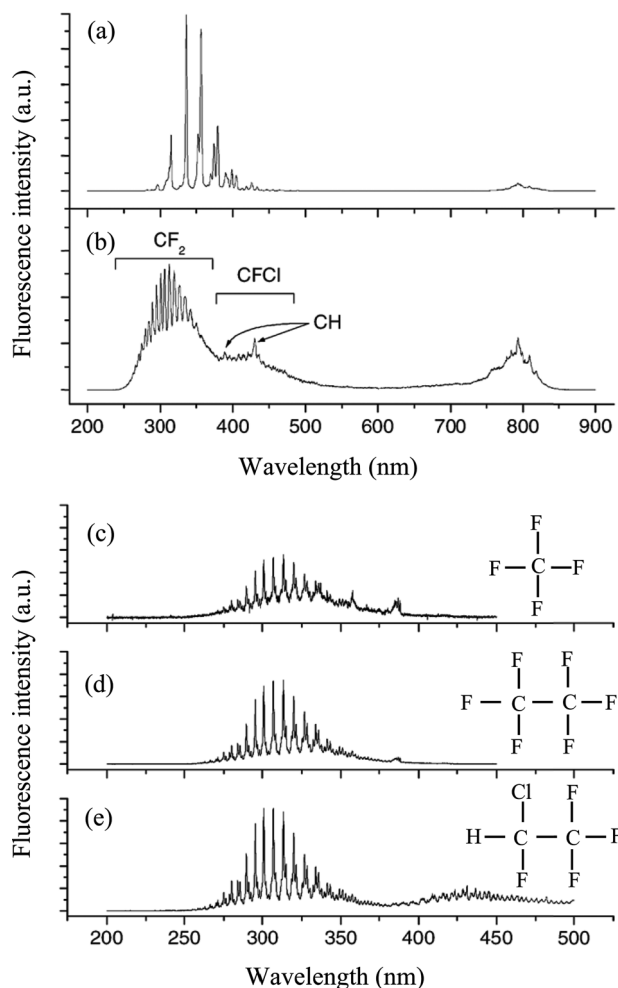 (a)
Fluorescence intensity (a.u.)
(b)
CF2
CFCl
CH
200 300 400 500 600 700 800 900
Wavelength (nm)
Fluorescence intensity (a.u.)
(c)
F
F C F
F
(d)
F F
F C C F
F F
(e)
Cl F
H C C F
F F
200 250 300 350 400 450 500
Wavelength (nm)